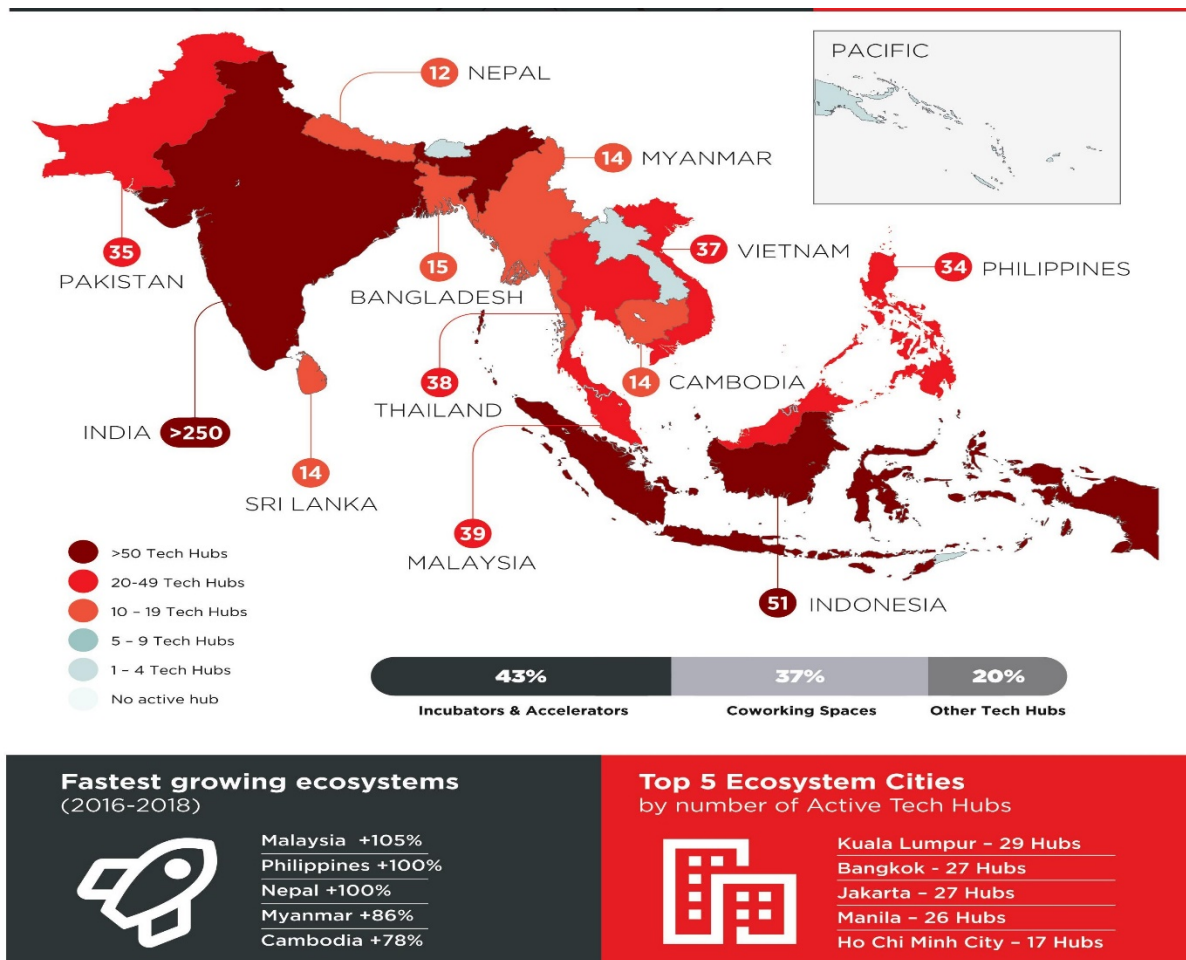 PACIFIC
12 NEPAL
14 MYANMAR
35
PAKISTAN
15
BANGLADESH
37 VIETNAM
34 PHILIPPINES
38
THAILAND
14 CAMBODIA
INDIA >250
14
SRI LANKA
39
MALAYSIA
51 INDONESIA
>50 Tech Hubs
20-49 Tech Hubs
10 – 19 Tech Hubs
5 – 9 Tech Hubs
1 – 4 Tech Hubs
No active hub
43% 37% 20%
Incubators & Accelerators Coworking Spaces Other Tech Hubs
Fastest growing ecosystems
(2016-2018)
Malaysia +105%
Philippines +100%
Nepal +100%
Myanmar +86%
Cambodia +78%
Top 5 Ecosystem Cities
by number of Active Tech Hubs
Kuala Lumpur – 29 Hubs
Bangkok - 27 Hubs
Jakarta – 27 Hubs
Manila – 26 Hubs
Ho Chi Minh City – 17 Hubs